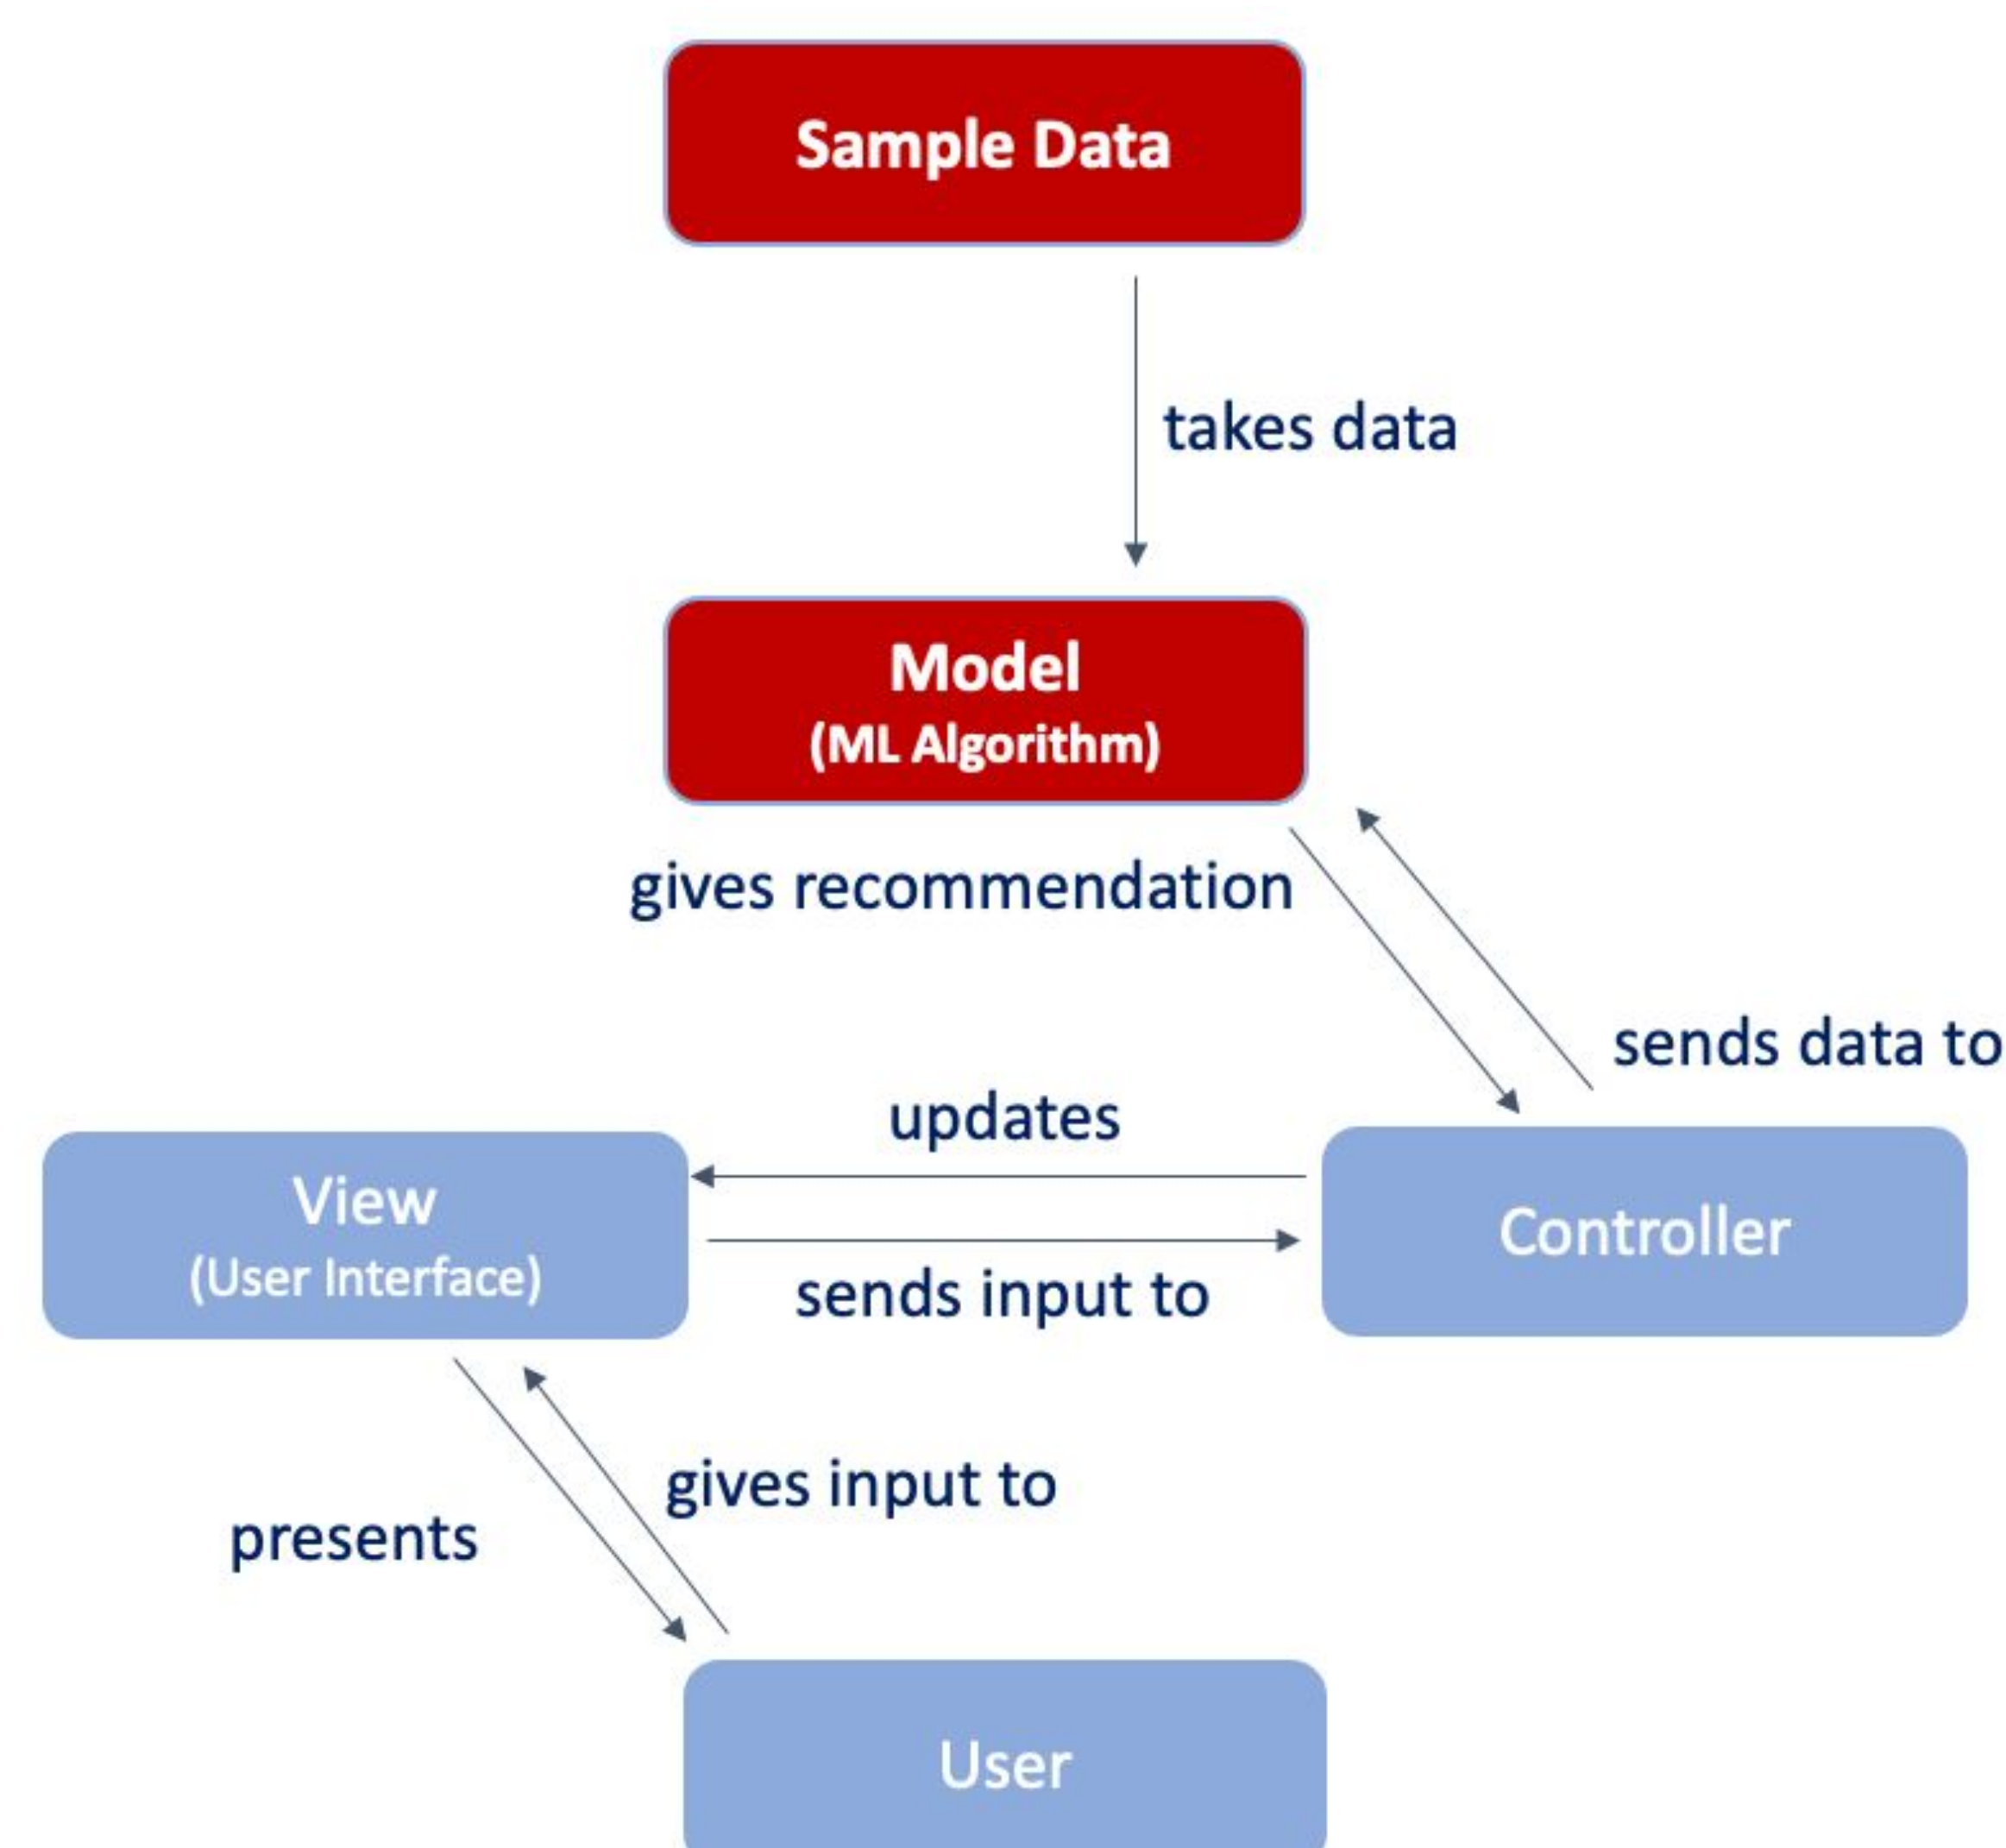 Sample Data
takes data
Model
(ML Algorithm)
gives recommendation
sends data to
updates
View
(User Interface)
Controller
sends input to
gives input to
presents
User